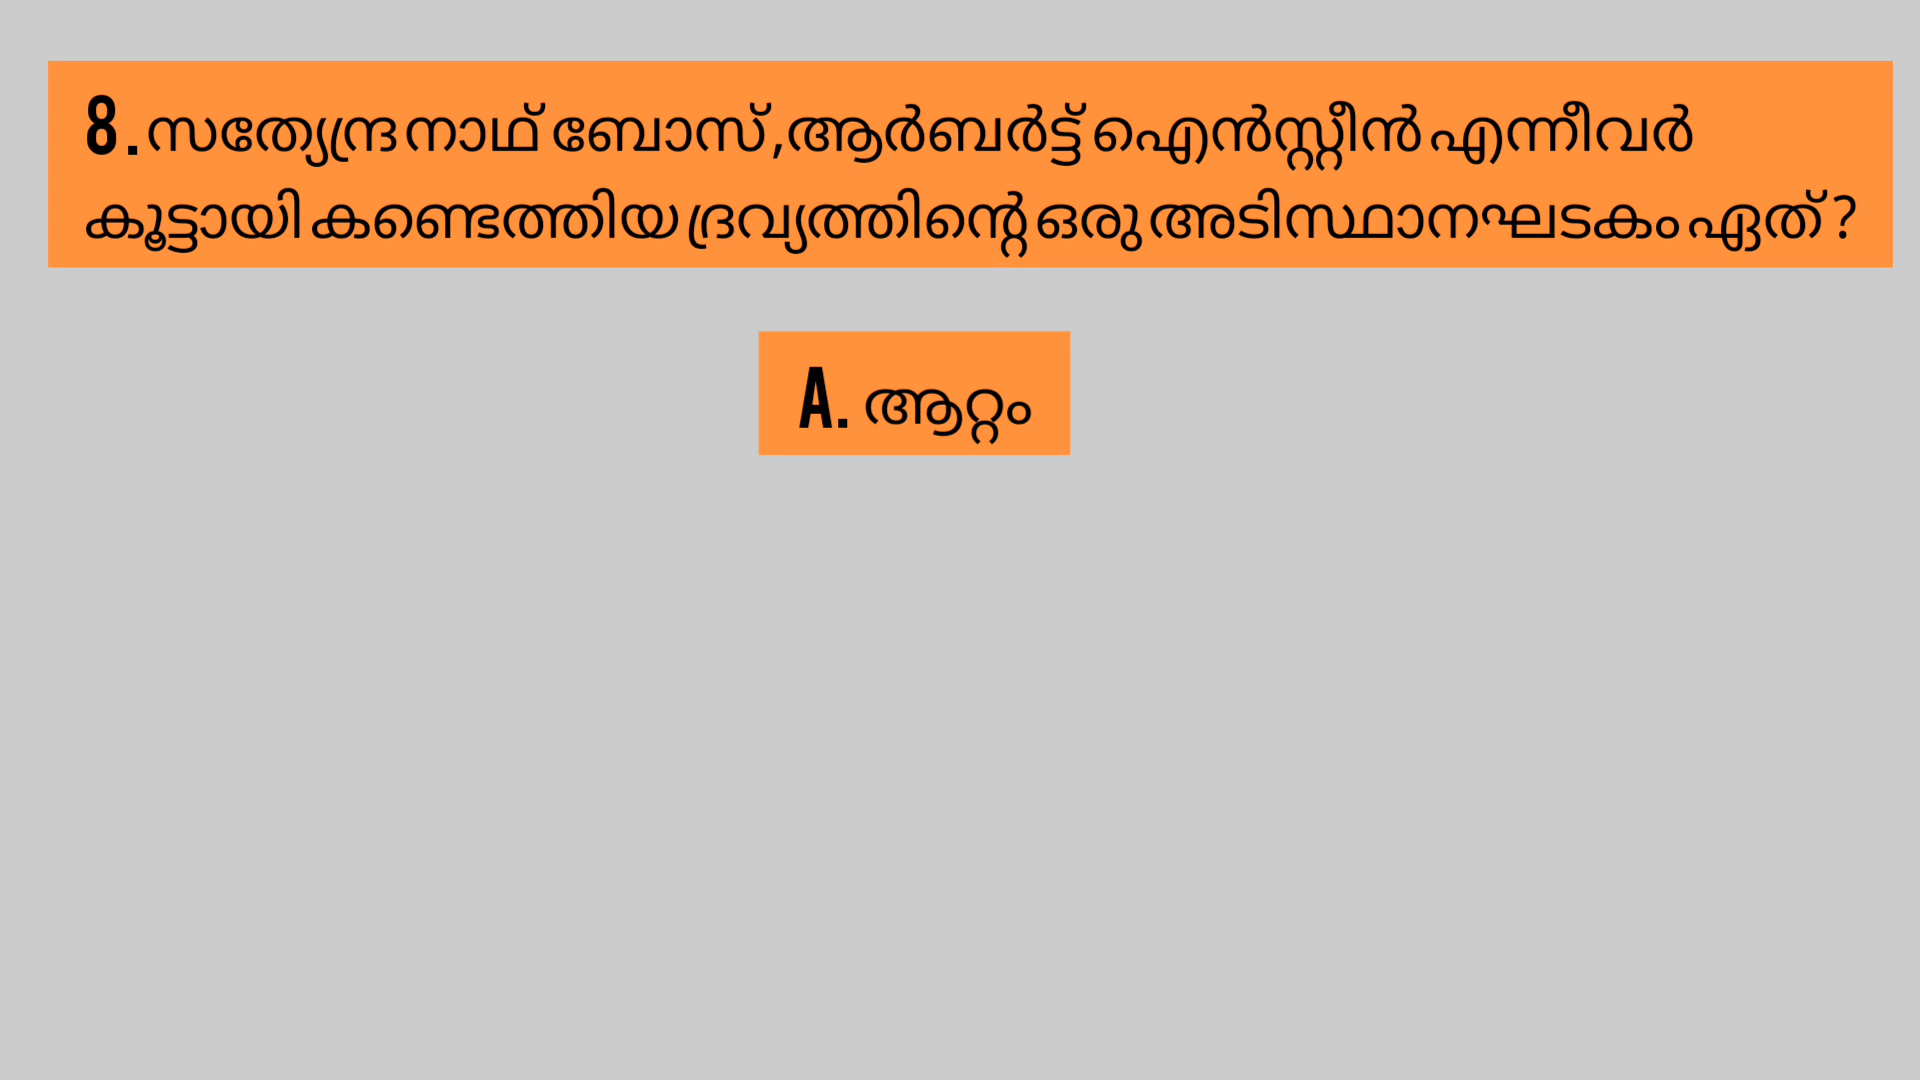 8. സത്യേന്ദ്ര നാഥ് ബോസ്,ആർബർട്ട് ഐൻസ്റ്റീൻ എന്നീവർ
കൂട്ടായി കണ്ടെത്തിയ ദ്രവ്യത്തിന്റെ ഒരു അടിസ്ഥാനഘടകം ഏത് ?
A. ആറ്റം